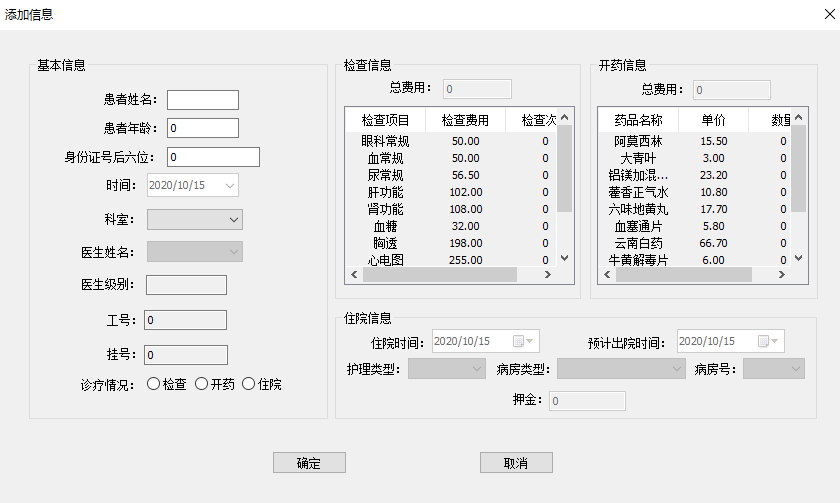 添加信息
基本信息
患者姓名：
患者年龄： 0
身份证号后六位： 0
时间： 2020/10/15
科室：
医生姓名：
医生级别：
工号： 0
挂号： 0
诊疗情况： 检查 开药 住院
检查信息
总费用： 0
检查项目 检查费用 检查次
眼科常规 50.00 0
血常规 50.00 0
尿常规 56.50 0
肝功能 102.00 0
肾功能 108.00 0
血糖 32.00 0
胸透 198.00 0
心电图 255.00 0
开药信息
总费用： 0
药品名称 单价 数量
阿莫西林 15.50 0
大青叶 3.00 0
铝镁加混... 23.20 0
藿香正气水 10.80 0
六味地黄丸 17.70 0
血塞通片 5.80 0
云南白药 66.70 0
牛黄解毒片 6.00 0
住院信息
住院时间： 2020/10/15 预计出院时间： 2020/10/15
护理类型： 病房类型： 病房号：
押金： 0
确定 取消